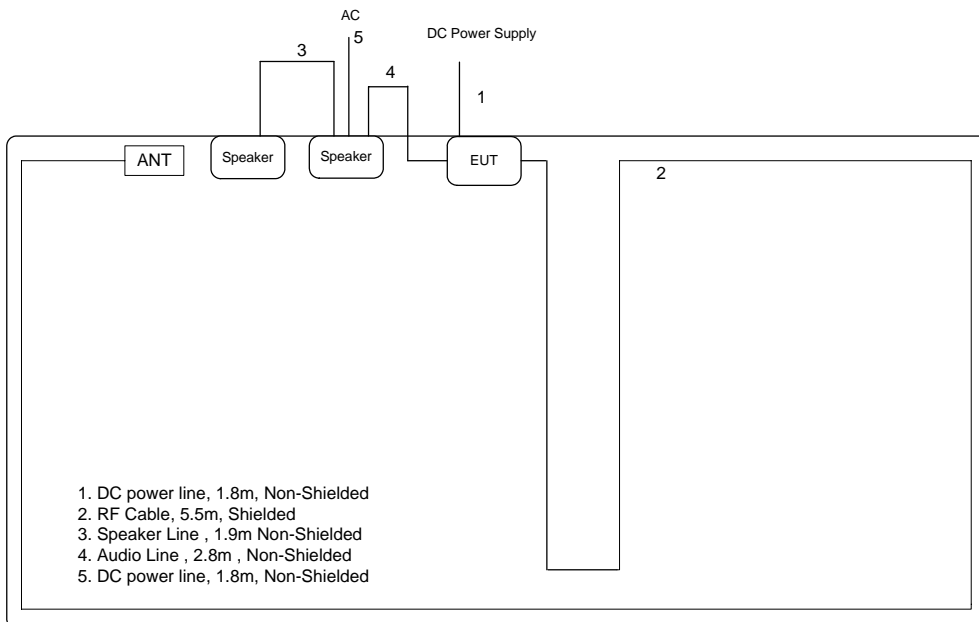 AC
5
DC Power Supply
3
4
1
ANT
Speaker
Speaker
EUT
2
1. DC power line, 1.8m, Non-Shielded
2. RF Cable, 5.5m, Shielded
3. Speaker Line , 1.9m Non-Shielded
4. Audio Line , 2.8m , Non-Shielded
5. DC power line, 1.8m, Non-Shielded